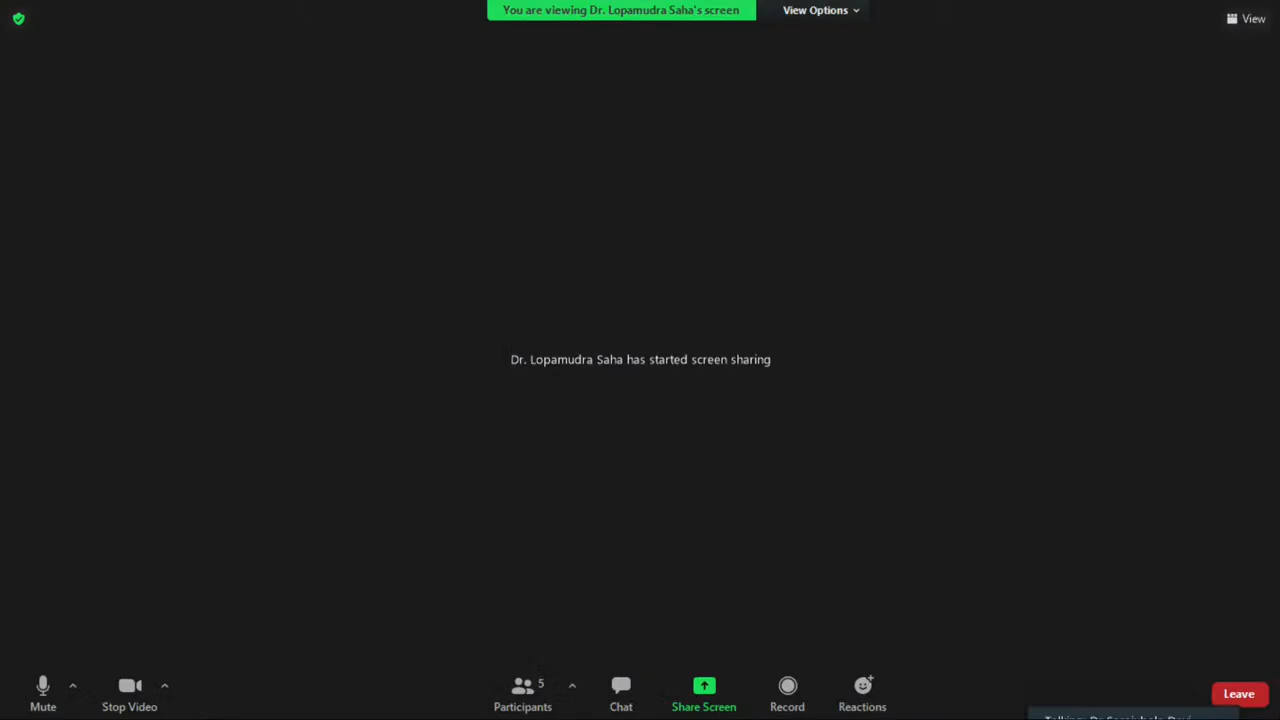 You are viewing Dr. Lopamudra Saha's screen
View Options
View
Dr. Lopamudra Saha has started screen sharing
5
Mute
Stop Video
Participants
Chat
Share Screen
Record
Reactions
Leave
Talking: